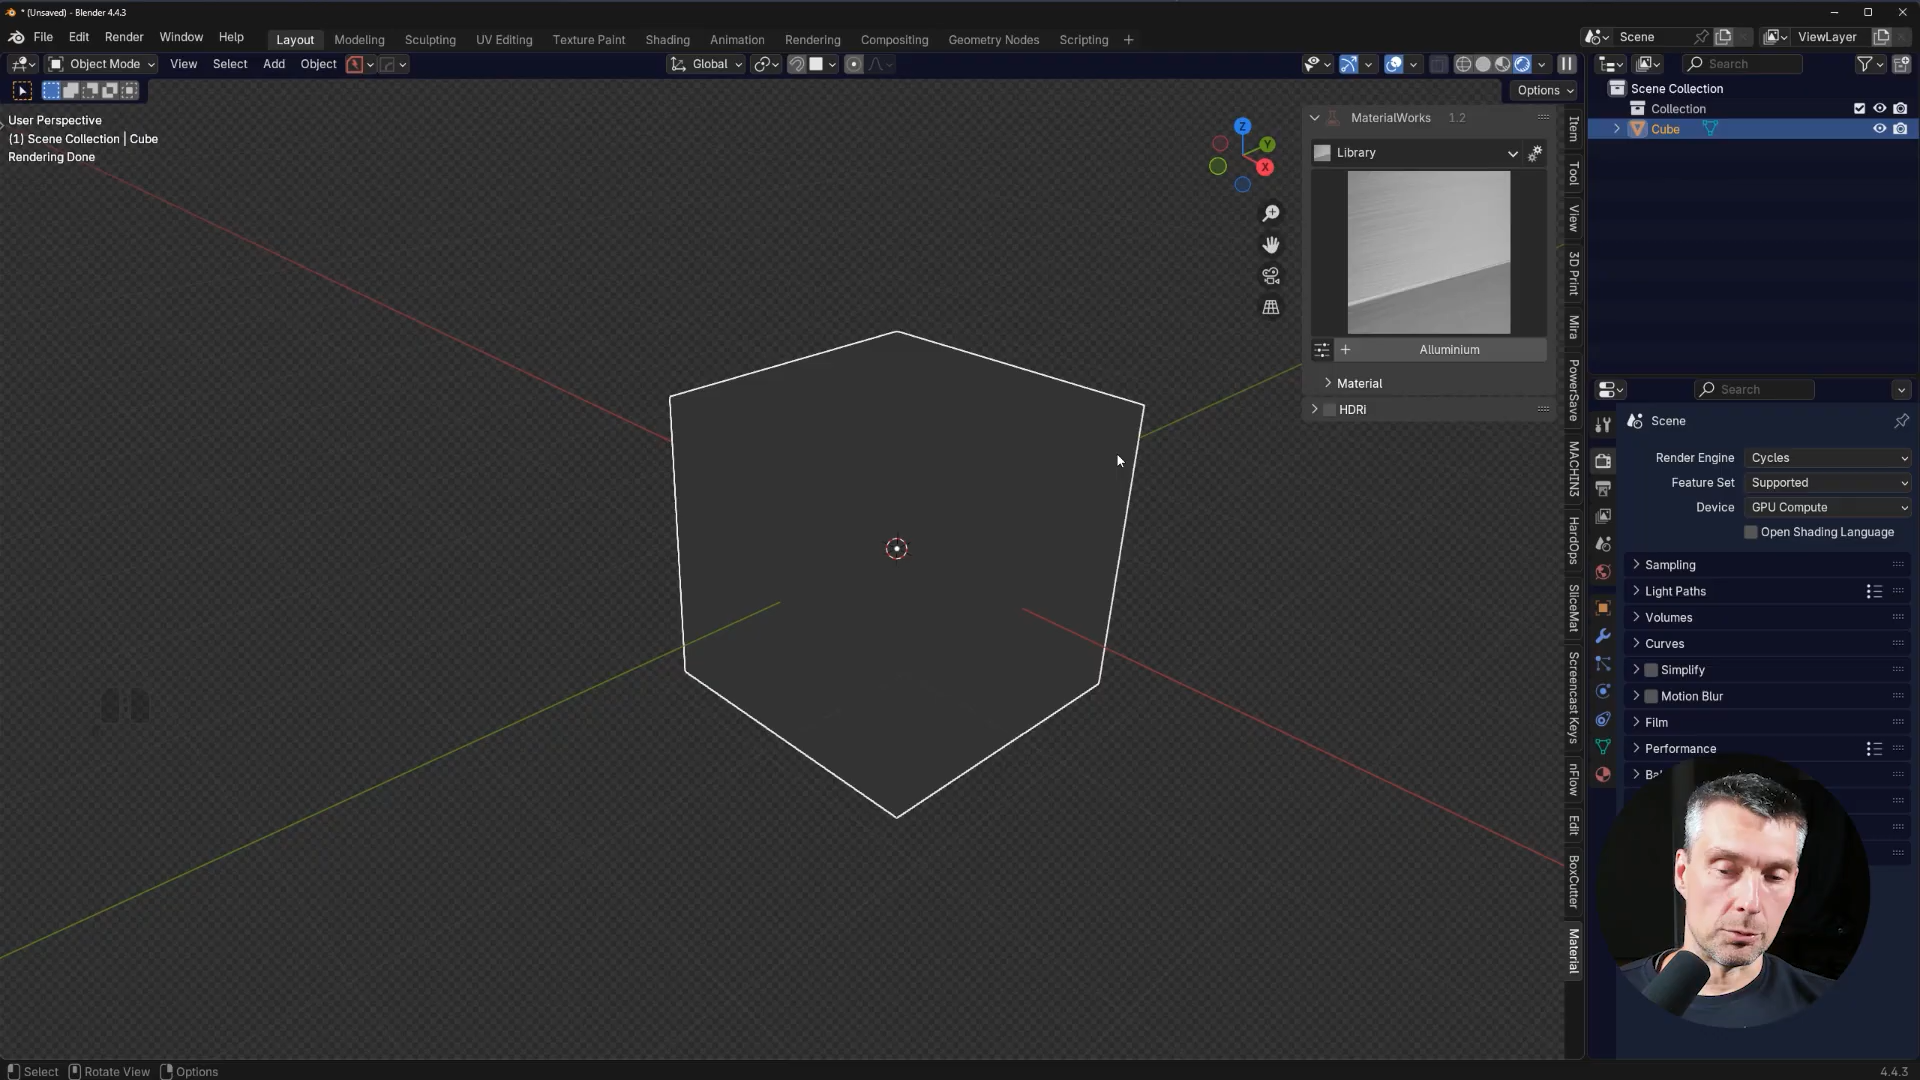 * (Unsaved) - Blender 4.4.3
File Edit Render Window Help Layout Modeling Sculpting UV Editing Texture Paint Shading Animation Rendering Compositing Geometry Nodes Scripting + Scene ViewLayer
Object Mode View Select Add Object Global Search
Options
User Perspective
(1) Scene Collection | Cube
Rendering Done
Z
Y
X
MaterialWorks 1.2
Library
+ Alluminium
Material
HDRi
Item
Tool
View
3D Print
Mira
PowerSave
MACHIN3
HardOps
SliceMat
Screencast Keys
nFlow
Edit
BoxCutter
Material
Scene Collection
Collection
Cube
Search
Scene
Render Engine Cycles
Feature Set Supported
Device GPU Compute
Open Shading Language
Sampling
Light Paths
Volumes
Curves
Simplify
Motion Blur
Film
Performance
Select Rotate View Options 4.4.3